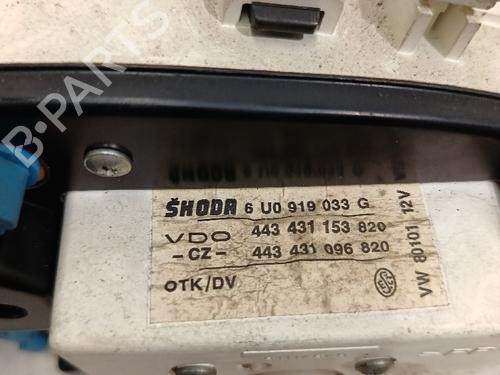 B-PARTS
ŠKODA 6 U0 919 033 G
VDO 443 431 153 820
-CZ- 443 431 096 820
OTK/DV
VW 80101 12V